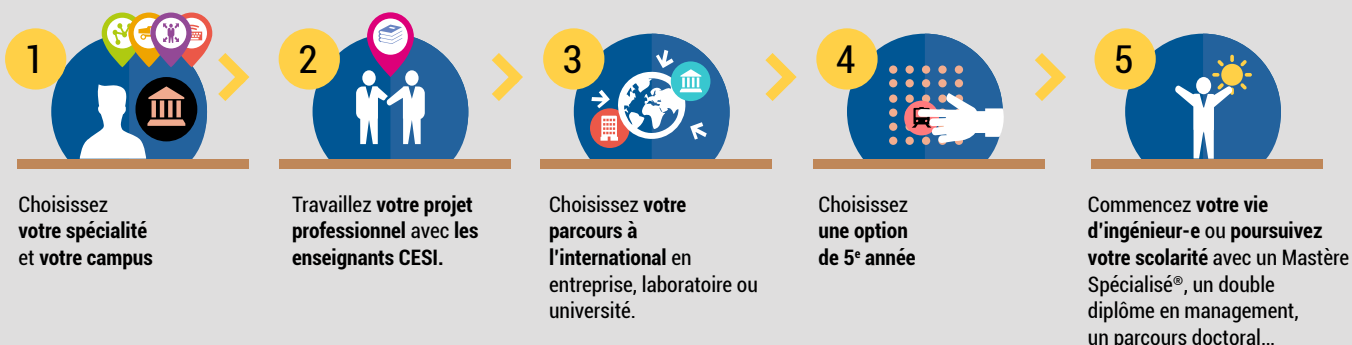 1
Choisissez
votre spécialité
et votre campus
2
Travaillez votre projet
professionnel avec les
enseignants CESI.
3
Choisissez votre
parcours à
l'international en
entreprise, laboratoire ou
université.
4
Choisissez
une option
de 5e année
5
Commencez votre vie
d'ingénieur-e ou poursuivez
votre scolarité avec un Mastère
Spécialisé®, un double
diplôme en management,
un parcours doctoral...